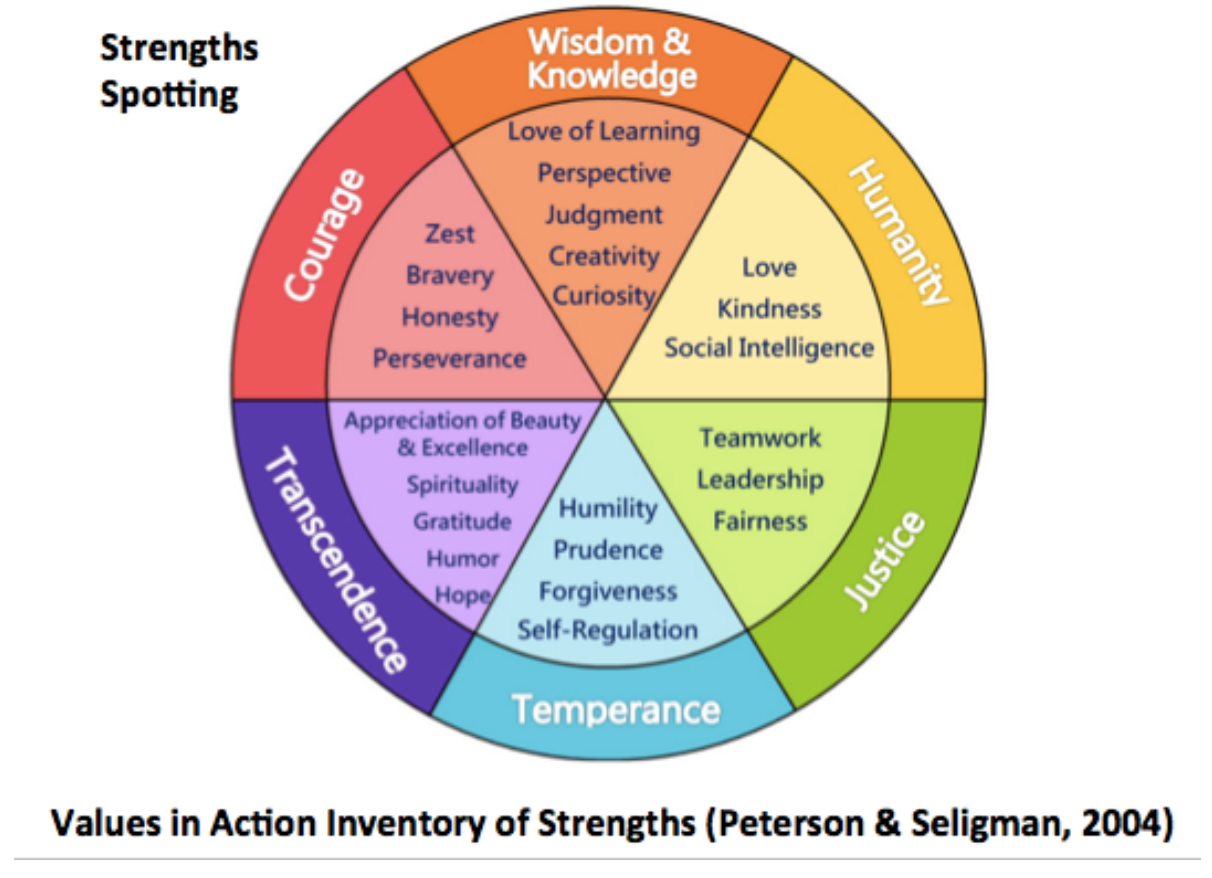 Strengths
Spotting
Wisdom &
Knowledge
Love of Learning
Perspective
Judgment
Creativity
Curiosity
Humanity
Love
Kindness
Social Intelligence
Justice
Teamwork
Leadership
Fairness
Temperance
Humility
Prudence
Forgiveness
Self-Regulation
Transcendence
Appreciation of Beauty
& Excellence
Spirituality
Gratitude
Humor
Hope
Courage
Zest
Bravery
Honesty
Perseverance
Values in Action Inventory of Strengths (Peterson & Seligman, 2004)